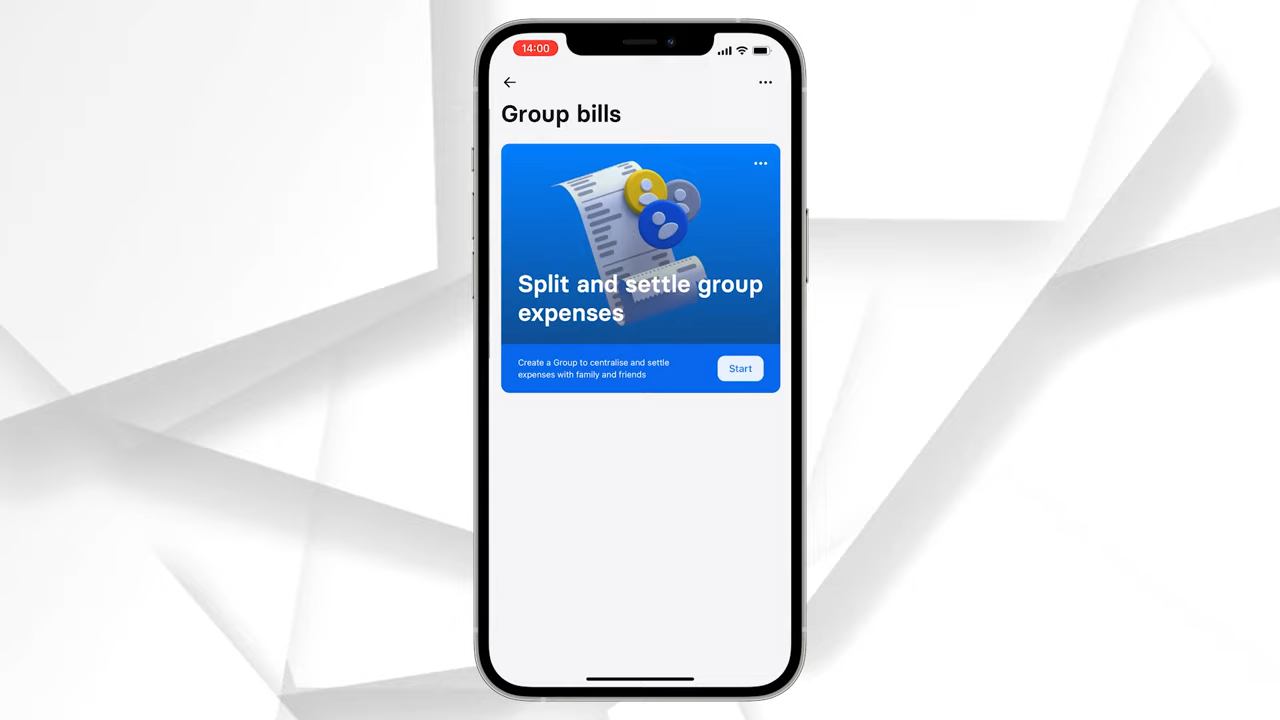 14:00
Group bills
Split and settle group
expenses
Create a Group to centralise and settle
expenses with family and friends
Start